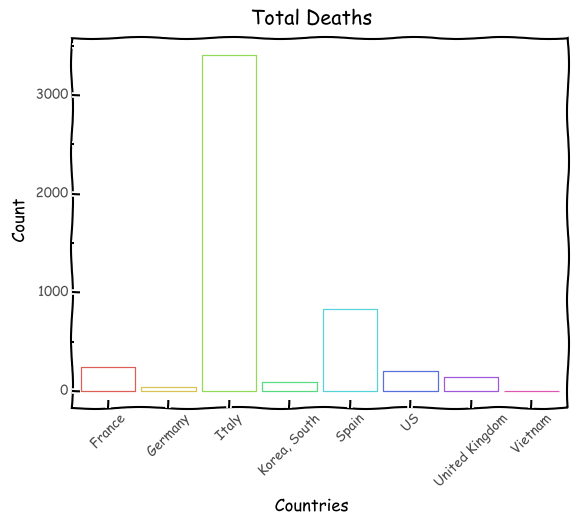 Total Deaths
3000
2000
1000
0
Count
France
Germany
Italy
Korea, South
Spain
US
United Kingdom
Vietnam
Countries